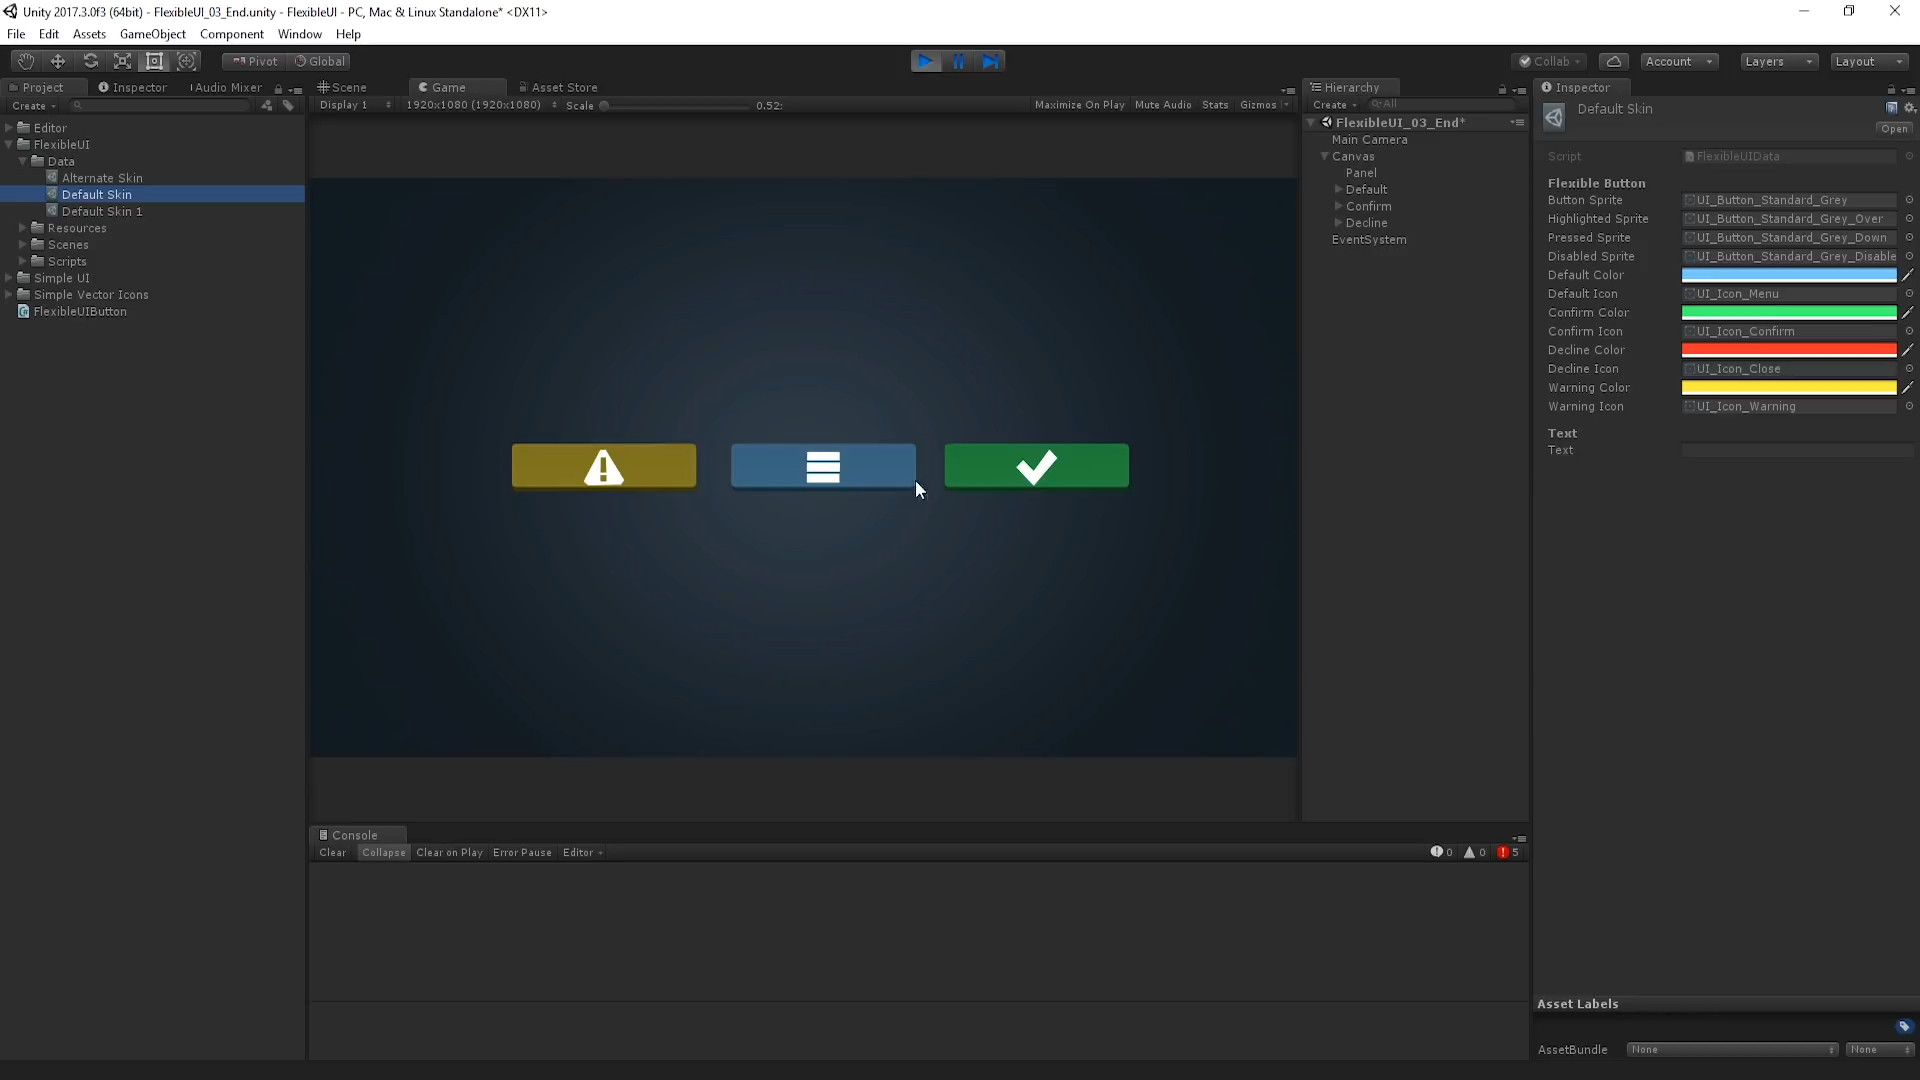 Unity 2017.3.0f3 (64bit) - FlexibleUI_03_End.unity - FlexibleUI - PC, Mac & Linux Standalone* <DX11>
File Edit Assets GameObject Component Window Help
Pivot Global Collab Account Layers Layout
Project Inspector Audio Mixer
Create
Editor
FlexibleUI
Data
Alternate Skin
Default Skin
Default Skin 1
Resources
Scenes
Scripts
Simple UI
Simple Vector Icons
FlexibleUIButton
Scene Game Asset Store
Display 1 1920x1080 (1920x1080) Scale 0.52: Maximize On Play Mute Audio Stats Gizmos
Console
Clear Collapse Clear on Play Error Pause Editor 0 0 5
Hierarchy
Create All
FlexibleUI_03_End*
Main Camera
Canvas
Panel
Default
Confirm
Decline
EventSystem
Inspector
Default Skin
Open
Script FlexibleUIData
Flexible Button
Button Sprite UI_Button_Standard_Grey
Highlighted Sprite UI_Button_Standard_Grey_Over
Pressed Sprite UI_Button_Standard_Grey_Down
Disabled Sprite UI_Button_Standard_Grey_Disable
Default Color
Default Icon UI_Icon_Menu
Confirm Color
Confirm Icon UI_Icon_Confirm
Decline Color
Decline Icon UI_Icon_Close
Warning Color
Warning Icon UI_Icon_Warning
Text
Text
Asset Labels
AssetBundle None None